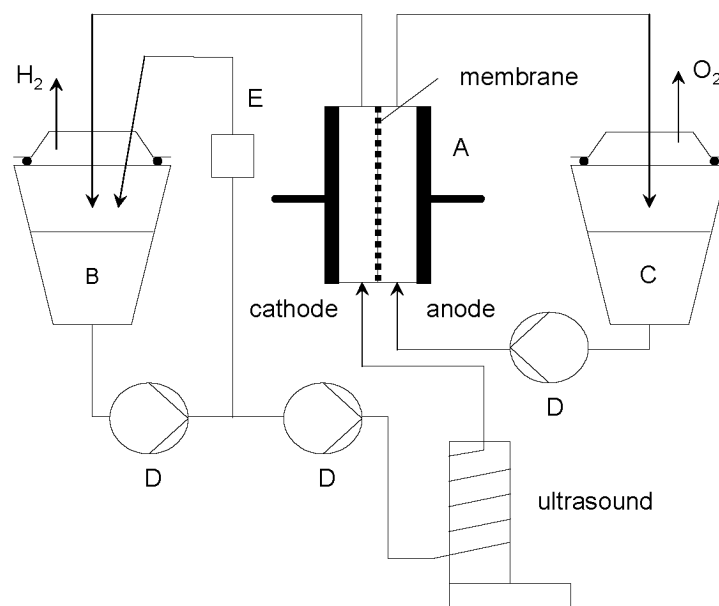 H₂
E
membrane
O₂
A
B
C
cathode
anode
D
D
D
ultrasound